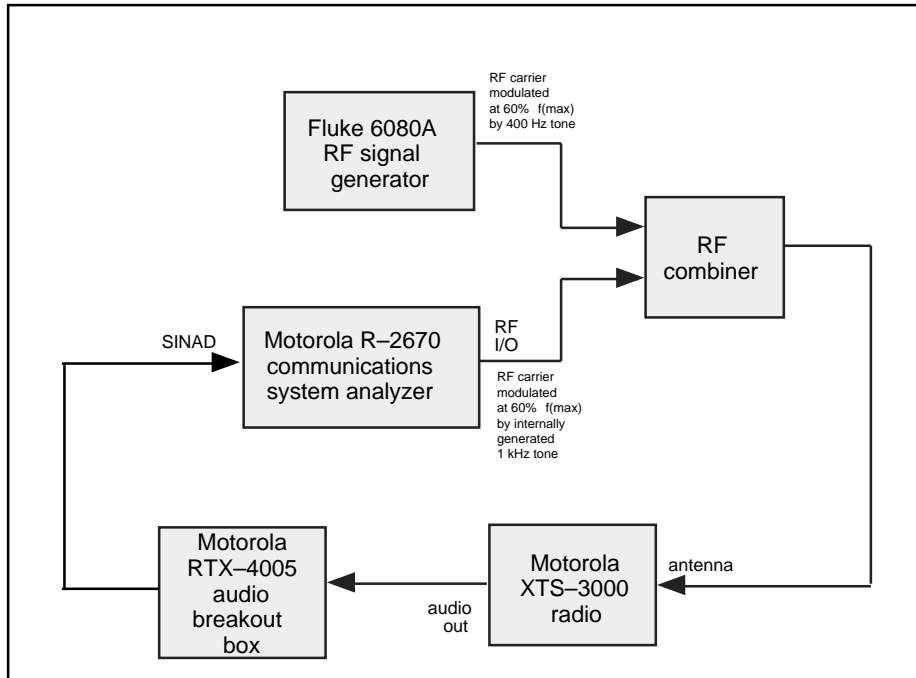 RF carrier
modulated
at 60% f(max)
by 400 Hz tone
Fluke 6080A
RF signal
generator
RF
combiner
SINAD
Motorola R–2670
communications
system analyzer
RF
I/O
RF carrier
modulated
at 60% f(max)
by internally
generated
1 kHz tone
Motorola
RTX–4005
audio
breakout
box
audio
out
Motorola
XTS–3000
radio
antenna